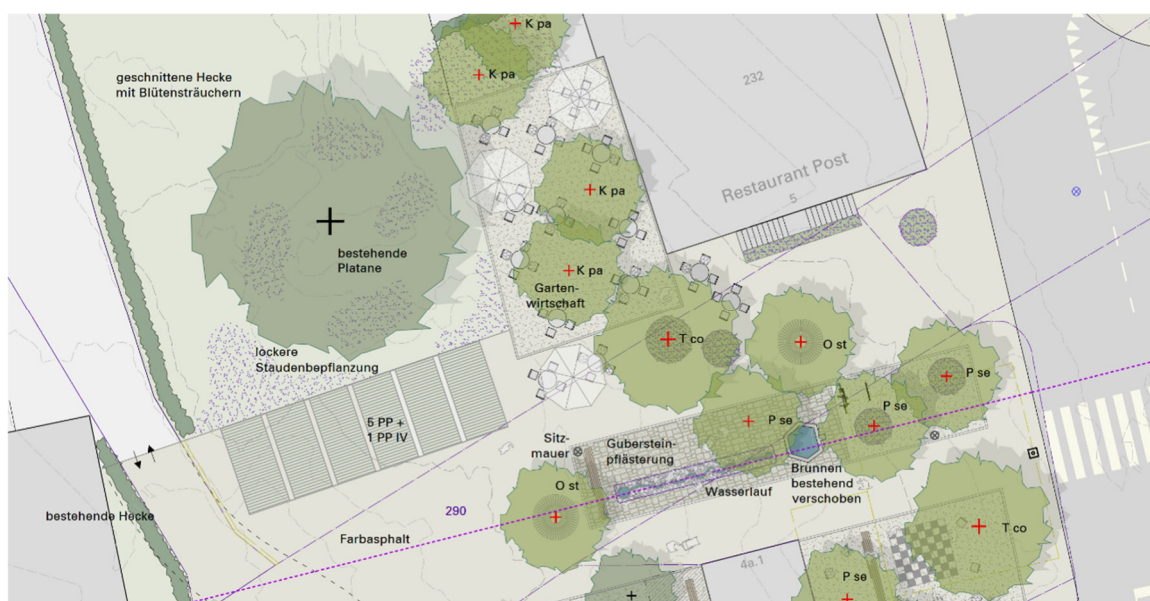 K pa
geschnittene Hecke
mit Blütensträuchern
K pa
232
Restaurant Post
5
K pa
bestehende
Platane
K pa
Garten-
wirtschaft
T co
O st
lockere
Staudenbepflanzung
P se
P se
P se
5 PP +
1 PP IV
Sitz-
mauer
Guberstein-
pflästerung
Brunnen
bestehend
verschoben
Wasserlauf
O st
290
bestehende Hecke
Farbasphalt
T co
4a.1
P se